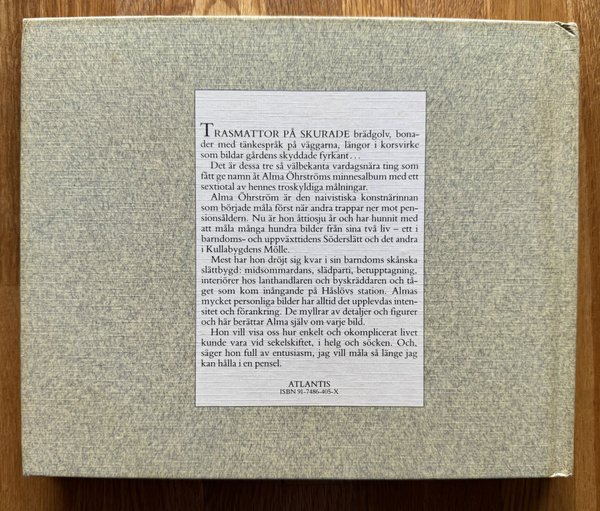 TRASMATTOR PÅ SKURADE brädgolv, bona-
der med tänkespråk på väggarna, längor i korsvirke
som bildar gårdens skyddade fyrkant…
Det är dessa tre så välbekanta vardagsnära ting som
fått ge namn åt Alma Öhrströms minnesalbum med ett
sextiotal av hennes troskyldiga målningar.
Alma Öhrström är den naivistiska konstnärinnan
som började måla först när andra trappar ner mot pen-
sionsåldern. Nu är hon åttiosju år och har hunnit med
att måla många hundra bilder från sina två liv – ett i
barndoms- och uppväxttidens Söderslätt och det andra
i Kullabygdens Mölle.
Mest har hon dröjt sig kvar i sin barndoms skånska
slättbygd: midsommardans, slädparti, betupptagning,
interiörer hos lanthandlaren och byskräddaren och tå-
get som kom inångande på Håslövs station. Almas
mycket personliga bilder har alltid det upplevdas inten-
sitet och förankring. De myllrar av detaljer och figurer
och här berättar Alma själv om varje bild.
Hon vill visa oss hur enkelt och okomplicerat livet
kunde vara vid sekelskiftet, i helg och söcken. Och,
säger hon full av entusiasm, jag vill måla så länge jag
kan hålla i en pensel.
ATLANTIS
ISBN 91-7486-405-X